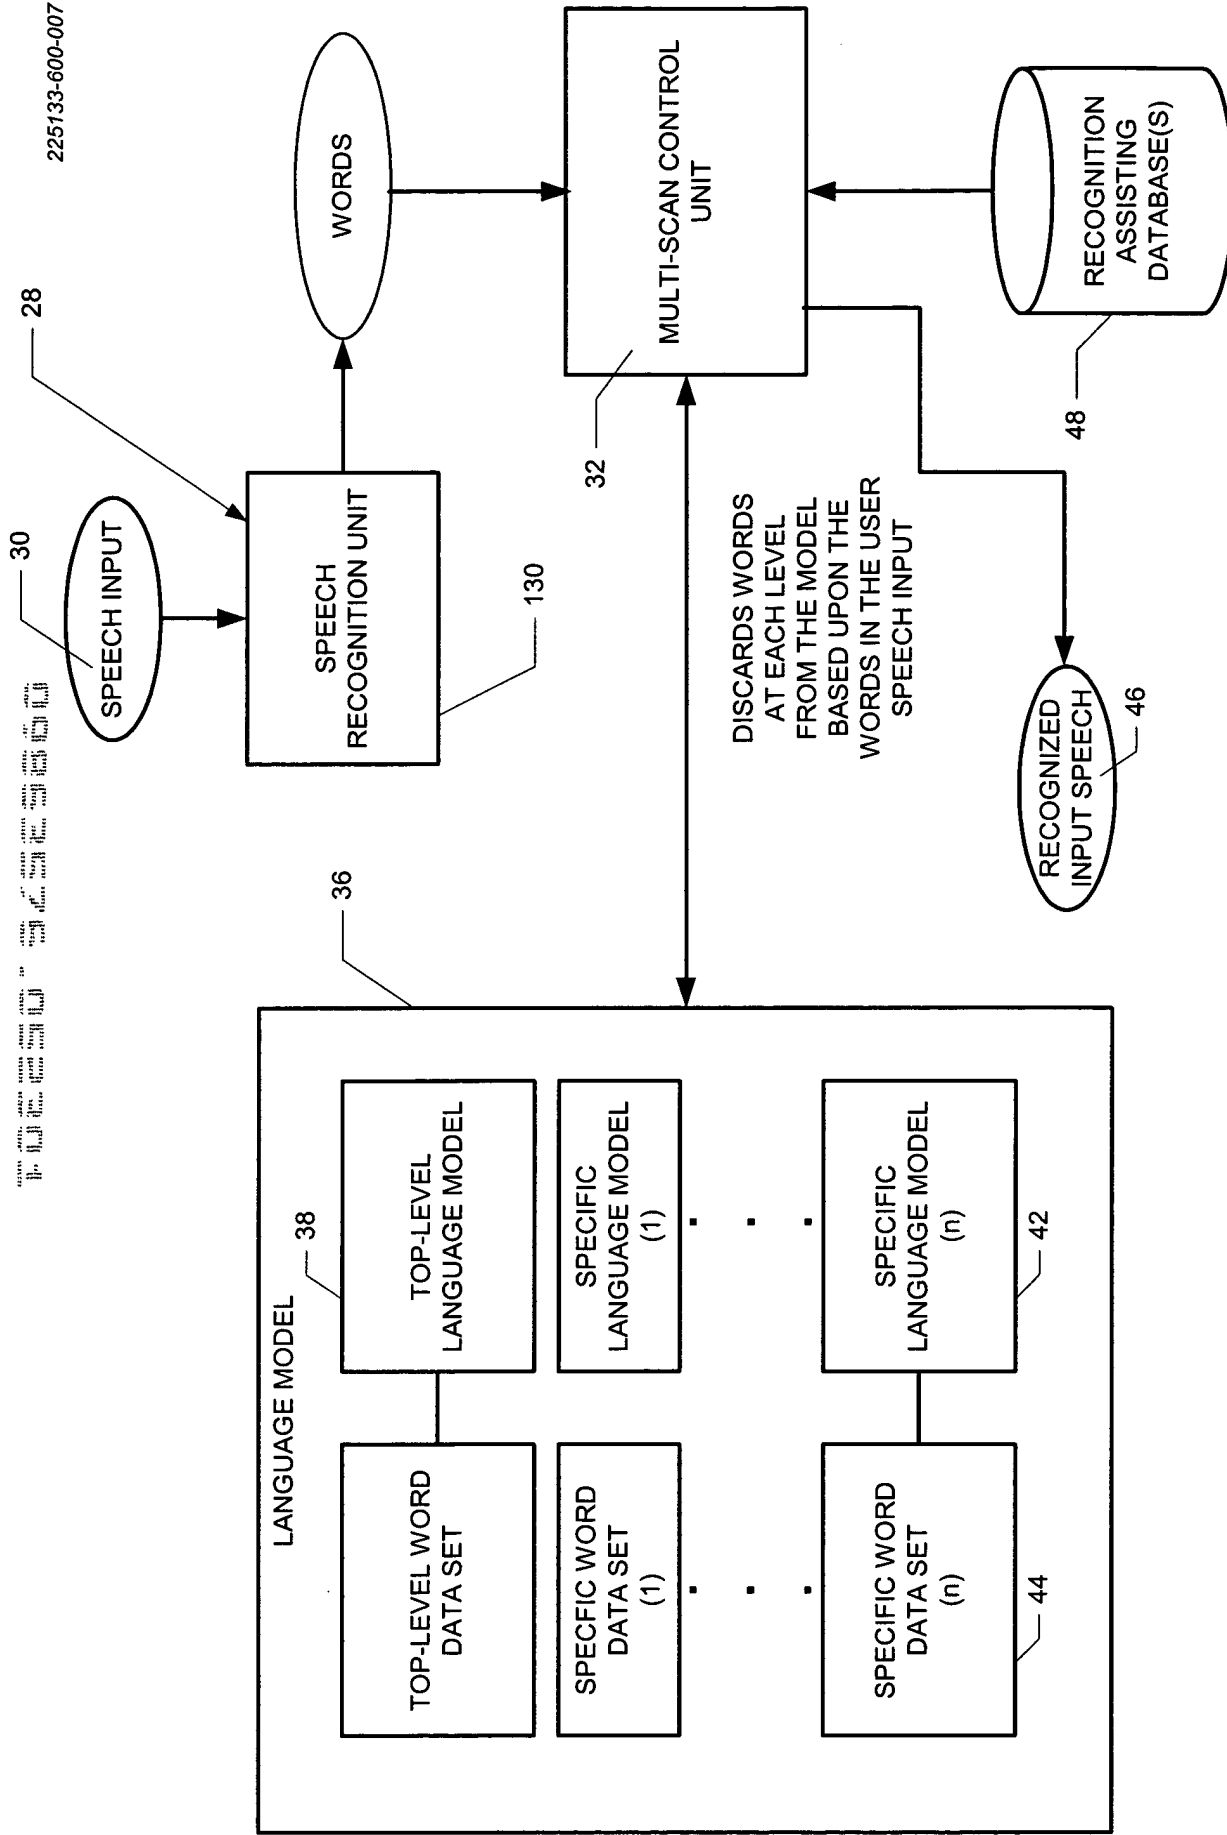 225133-600-007
30
SPEECH INPUT
28
SPEECH
RECOGNITION UNIT
130
WORDS
32
MULTI-SCAN CONTROL
UNIT
DISCARDS WORDS
AT EACH LEVEL
FROM THE MODEL
BASED UPON THE
WORDS IN THE USER
SPEECH INPUT
RECOGNITION
ASSISTING
DATABASE(S)
48
RECOGNIZED
INPUT SPEECH
46
36
LANGUAGE MODEL
38
TOP-LEVEL WORD
DATA SET
TOP-LEVEL
LANGUAGE MODEL
SPECFIC WORD
DATA SET
(1)
SPECIFIC
LANGUAGE MODEL
(1)
SPECIFIC WORD
DATA SET
(n)
SPECIFIC
LANGUAGE MODEL
(n)
44
42